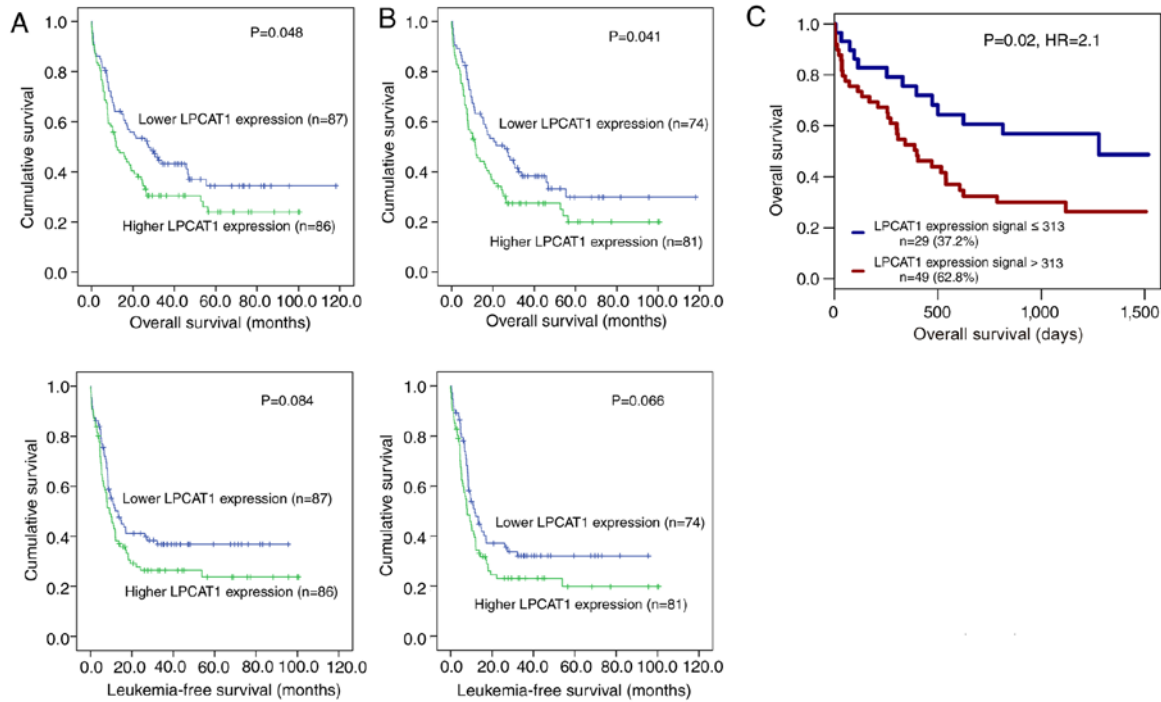 A
P=0.048
Cumulative survival
1.0
0.8
0.6
0.4
0.2
0.0
Lower LPCAT1 expression (n=87)
Higher LPCAT1 expression (n=86)
0.0 20.0 40.0 60.0 80.0 100.0 120.0
Overall survival (months)
B
P=0.041
Cumulative survival
1.0
0.8
0.6
0.4
0.2
0.0
Lower LPCAT1 expression (n=74)
Higher LPCAT1 expression (n=81)
0.0 20.0 40.0 60.0 80.0 100.0 120.0
Overall survival (months)
C
P=0.02, HR=2.1
Overall survival
1.0
0.8
0.6
0.4
0.2
0.0
LPCAT1 expression signal ≤ 313
n=29 (37.2%)
LPCAT1 expression signal > 313
n=49 (62.8%)
0 500 1,000 1,500
Overall survival (days)
P=0.084
Cumulative survival
1.0
0.8
0.6
0.4
0.2
0.0
Lower LPCAT1 expression (n=87)
Higher LPCAT1 expression (n=86)
0.0 20.0 40.0 60.0 80.0 100.0 120.0
Leukemia-free survival (months)
P=0.066
Cumulative survival
1.0
0.8
0.6
0.4
0.2
0.0
Lower LPCAT1 expression (n=74)
Higher LPCAT1 expression (n=81)
0.0 20.0 40.0 60.0 80.0 100.0 120.0
Leukemia-free survival (months)